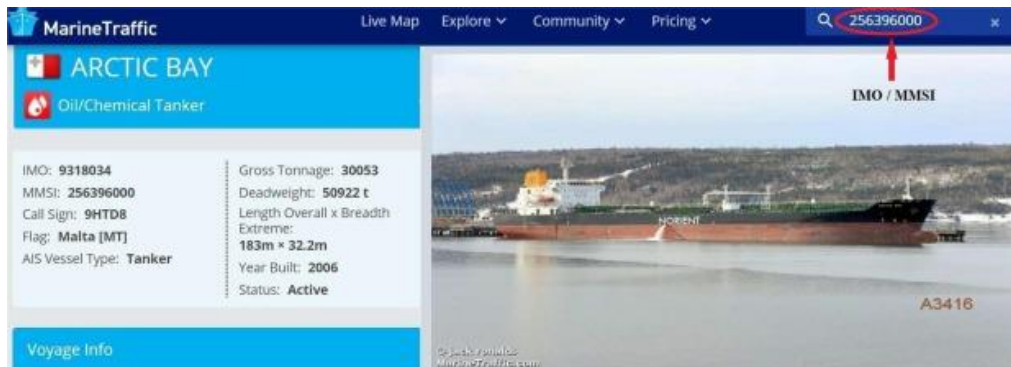 MarineTraffic
Live Map Explore Community Pricing 256396000 ×
IMO / MMSI
ARCTIC BAY
Oil/Chemical Tanker
IMO: 9318034
MMSI: 256396000
Call Sign: 9HTD8
Flag: Malta [MT]
AIS Vessel Type: Tanker
Gross Tonnage: 30053
Deadweight: 50922 t
Length Overall x Breadth
Extreme:
183m × 32.2m
Year Built: 2006
Status: Active
NORIENT
A3416
Voyage Info
MarineTraffic.com